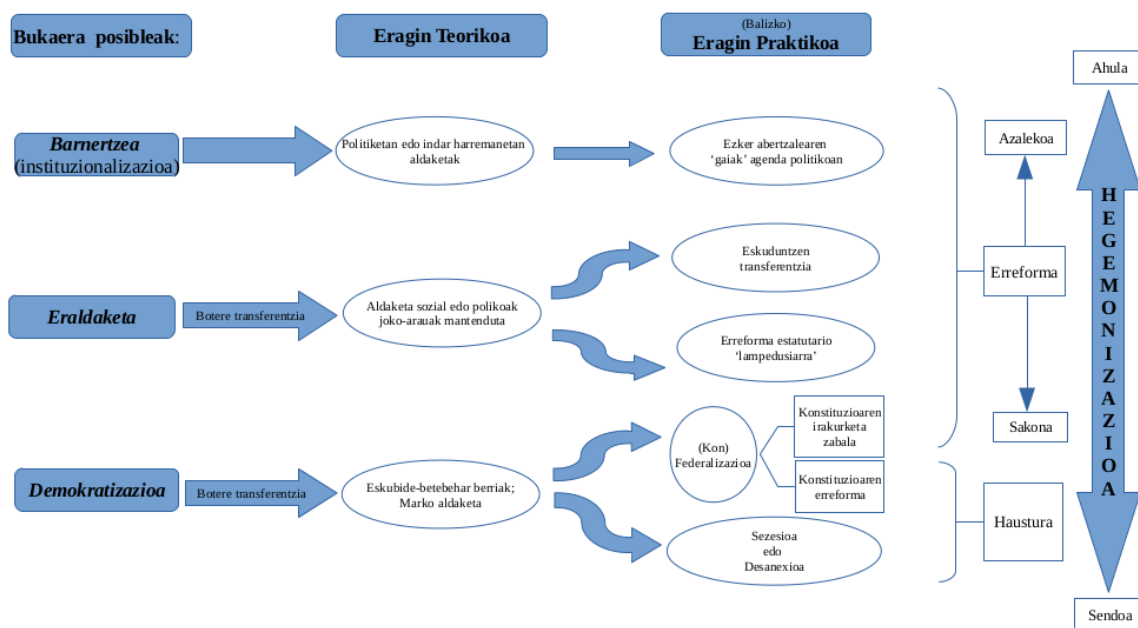 Bukaera posibleak:
Eragin Teorikoa
(Balizko)
Eragin Praktikoa
Barnertzea
(instituzionalizazioa)
Politiketan edo indar harremanetan
aldaketak
Ezker abertzalearen
‘gaiak’ agenda politikoan
Eraldaketa
Botere transferentzia
Aldaketa sozial edo polikoak
joko-arauak mantenduta
Eskuduntzen
transferentzia
Erreforma estatutario
‘lampedusiarra’
Demokratizazioa
Botere transferentzia
Eskubide-betebehar berriak;
Marko aldaketa
(Kon)
Federalizazioa
Konstituzioaren
irakurketa
zabala
Konstituzioaren
erreforma
Sezesioa
edo
Desanexioa
Azalekoa
Erreforma
Sakona
Haustura
Ahula
HEGEMONIZAZIOA
Sendoa